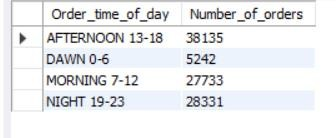 Order_time_of_day Number_of_orders
AFTERNOON 13-18 38135
DAWN 0-6 5242
MORNING 7-12 27733
NIGHT 19-23 28331